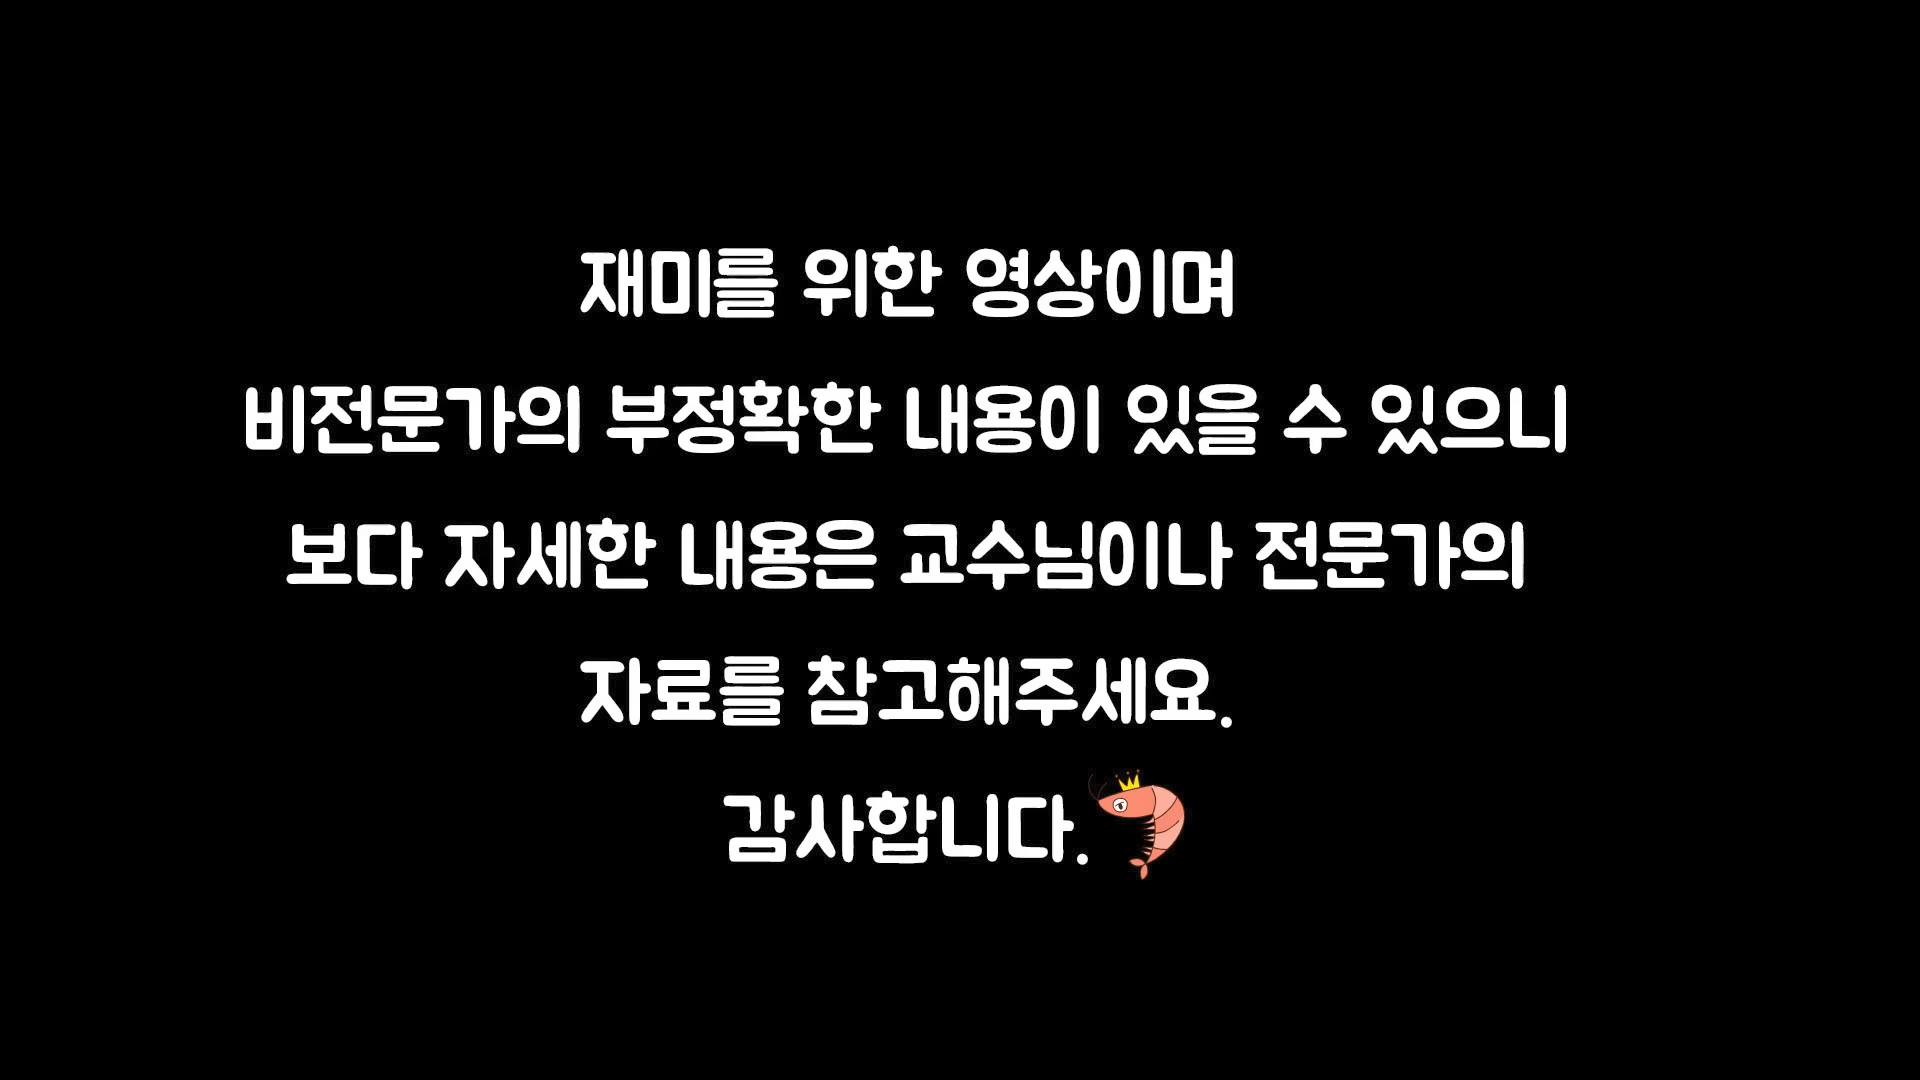 재미를 위한 영상이며
비전문가의 부정확한 내용이 있을 수 있으니
보다 자세한 내용은 교수님이나 전문가의
자료를 참고해주세요.
감사합니다.